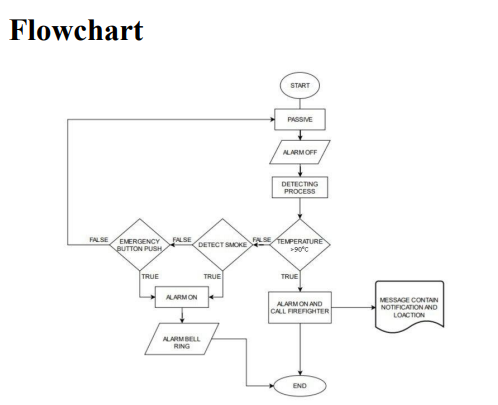 Flowchart
START
PASSIVE
ALARM OFF
DETECTING
PROCESS
TEMPERATURE
>90°C
FALSE
DETECT SMOKE
FALSE
EMERGENCY
BUTTON PUSH
FALSE
TRUE
TRUE
TRUE
ALARM ON
ALARM ON AND
CALL FIREFIGHTER
MESSAGE CONTAIN
NOTIFICATION AND
LOACTION
ALARM BELL
RING
END